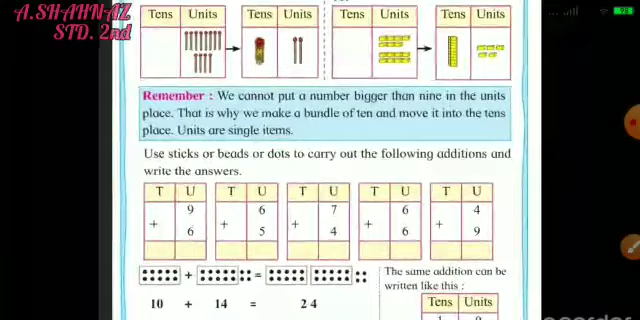 A.SHAHNAZ
STD. 2nd
98
Tens Units Tens Units Tens Units Tens Units
Remember : We cannot put a number bigger than nine in the units
place. That is why we make a bundle of ten and move it into the tens
place. Units are single items.
Use sticks or beads or dots to carry out the following additions and
write the answers.
T U T U T U T U T U
9 6 7 6 4
+ + + + +
6 5 4 6 9
+ =
The same addition can be
written like this :
10 + 14 = 24
Tens Units